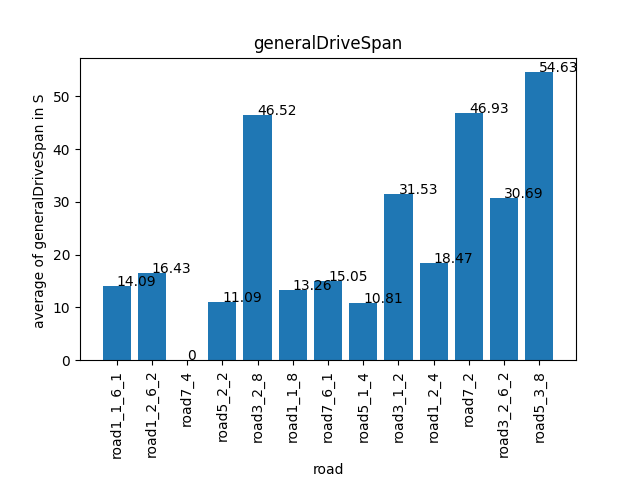 generalDriveSpan
average of generalDriveSpan in S
50
40
30
20
10
0
14.09
16.43
0
11.09
46.52
13.26
15.05
10.81
31.53
18.47
46.93
30.69
54.63
road1_1_6_1
road1_2_6_2
road7_4
road5_2_2
road3_2_8
road1_1_8
road7_6_1
road5_1_4
road3_1_2
road1_2_4
road7_2
road3_2_6_2
road5_3_8
road